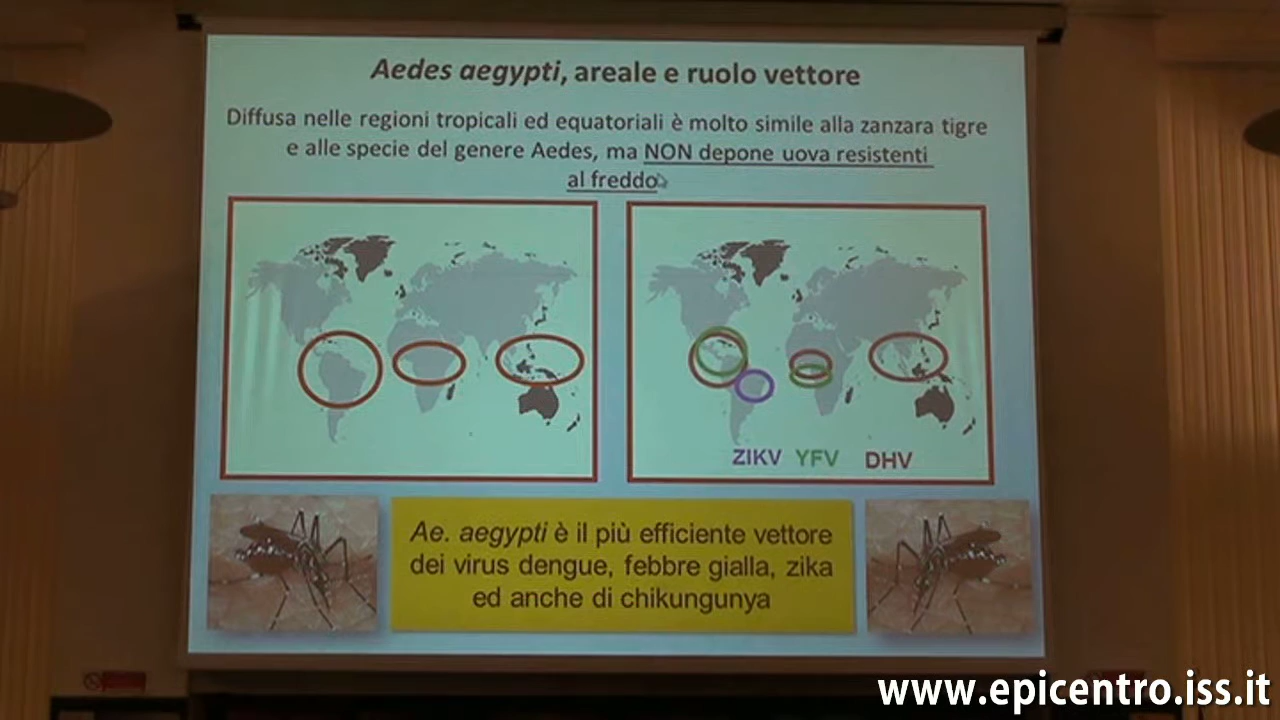 Aedes aegypti, areale e ruolo vettore
Diffusa nelle regioni tropicali ed equatoriali è molto simile alla zanzara tigre
e alle specie del genere Aedes, ma NON depone uova resistenti
al freddo
ZIKV YFV DHV
Ae. aegypti è il più efficiente vettore
dei virus dengue, febbre gialla, zika
ed anche di chikungunya
www.epicentro.iss.it